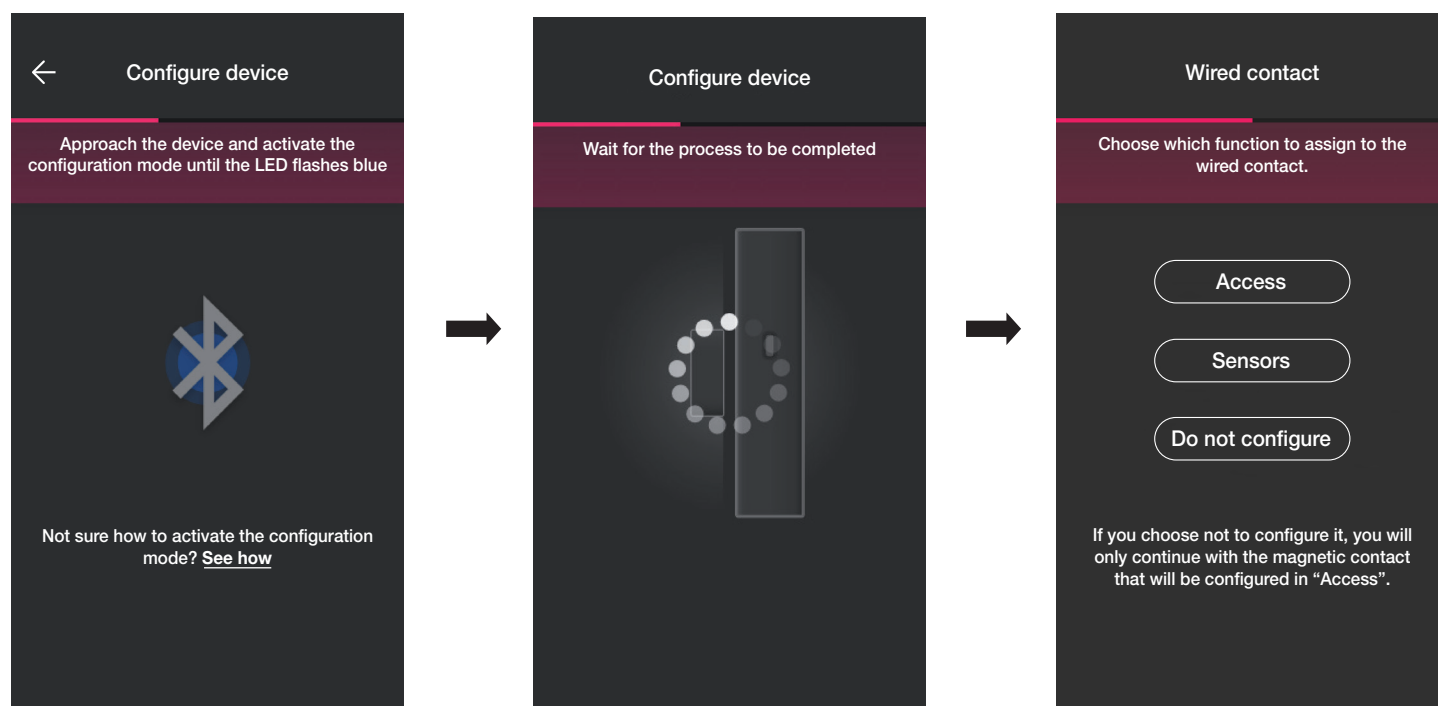 Configure device
Approach the device and activate the
configuration mode until the LED flashes blue
Not sure how to activate the configuration
mode? See how
Configure device
Wait for the process to be completed
Wired contact
Choose which function to assign to the
wired contact.
Access
Sensors
Do not configure
If you choose not to configure it, you will
only continue with the magnetic contact
that will be configured in “Access”.